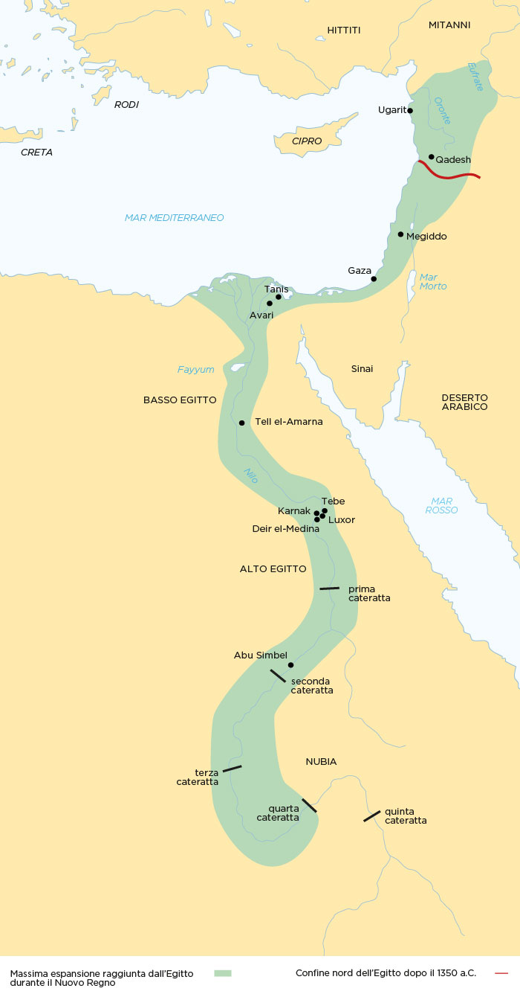 HITTITI
MITANNI
Eufrate
RODI
Ugarit
Oronte
CIPRO
CRETA
Qadesh
MAR MEDITERRANEO
Megiddo
Gaza
Mar
Morto
Tanis
Avari
Fayyum
Sinai
BASSO EGITTO
DESERTO
ARABICO
Tell el-Amarna
Nilo
Tebe
MAR
ROSSO
Karnak
Luxor
Deir el-Medina
ALTO EGITTO
prima
cateratta
Abu Simbel
seconda
cateratta
NUBIA
terza
cateratta
quarta
cateratta
quinta
cateratta
Massima espansione raggiunta dall'Egitto
durante il Nuovo Regno
Confine nord dell'Egitto dopo il 1350 a.C.